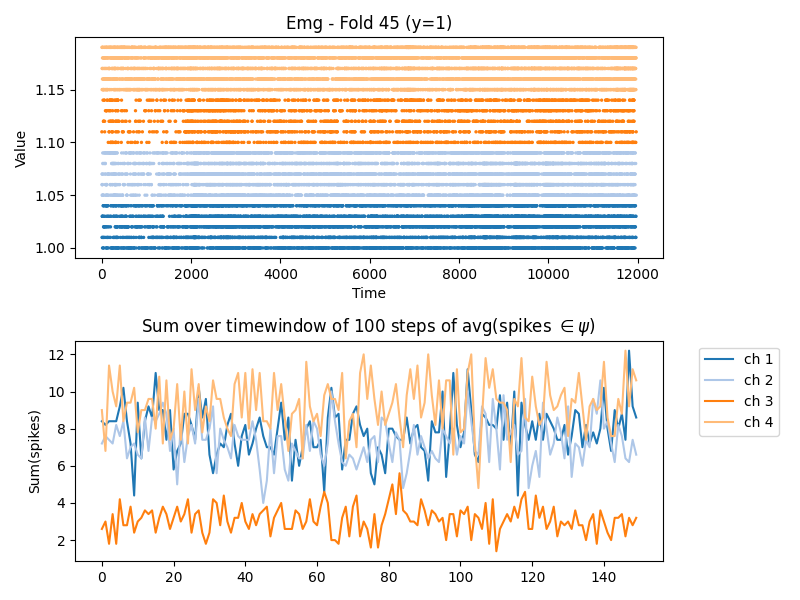 Emg - Fold 45 (y=1)
Value
1.15
1.10
1.05
1.00
0
2000
4000
6000
8000
10000
12000
Time
Sum over timewindow of 100 steps of avg(spikes ∈ψ)
Sum(spikes)
12
10
8
6
4
2
0
20
40
60
80
100
120
140
ch 1
ch 2
ch 3
ch 4